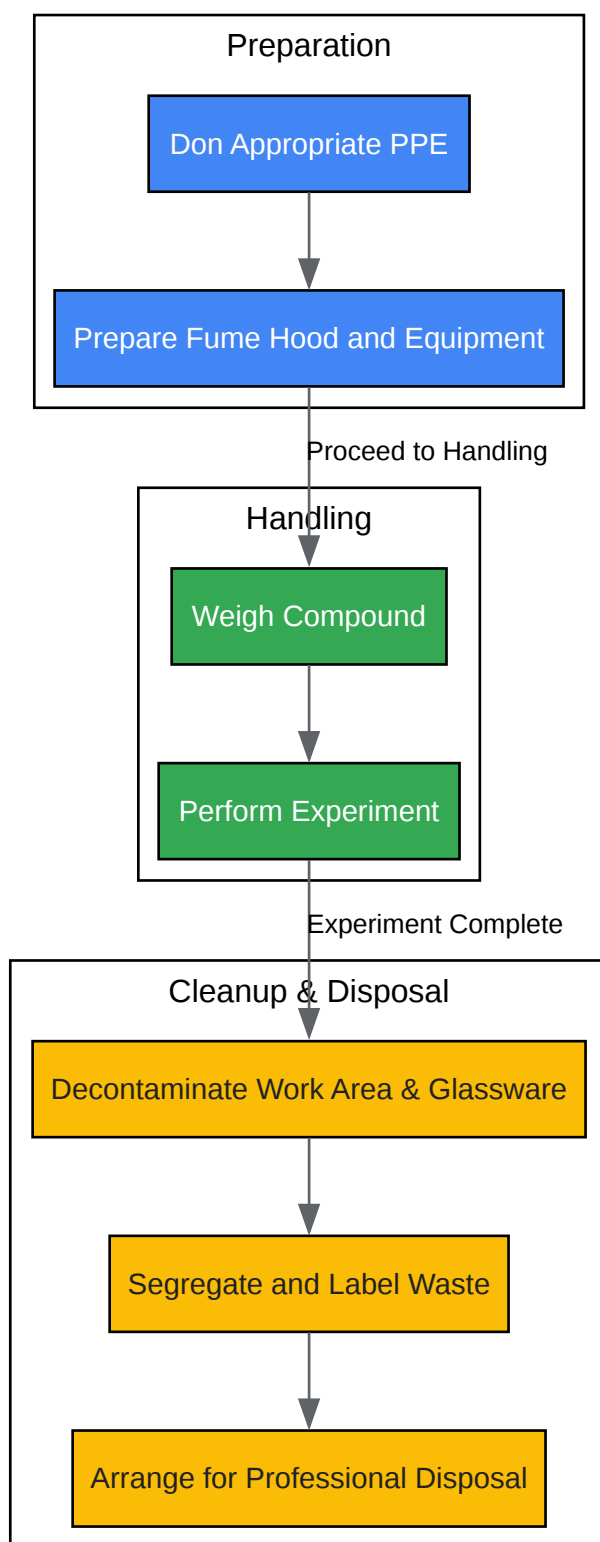 Preparation
Don Appropriate PPE
Prepare Fume Hood and Equipment
Proceed to Handling
Handling
Weigh Compound
Perform Experiment
Experiment Complete
Cleanup & Disposal
Decontaminate Work Area & Glassware
Segregate and Label Waste
Arrange for Professional Disposal